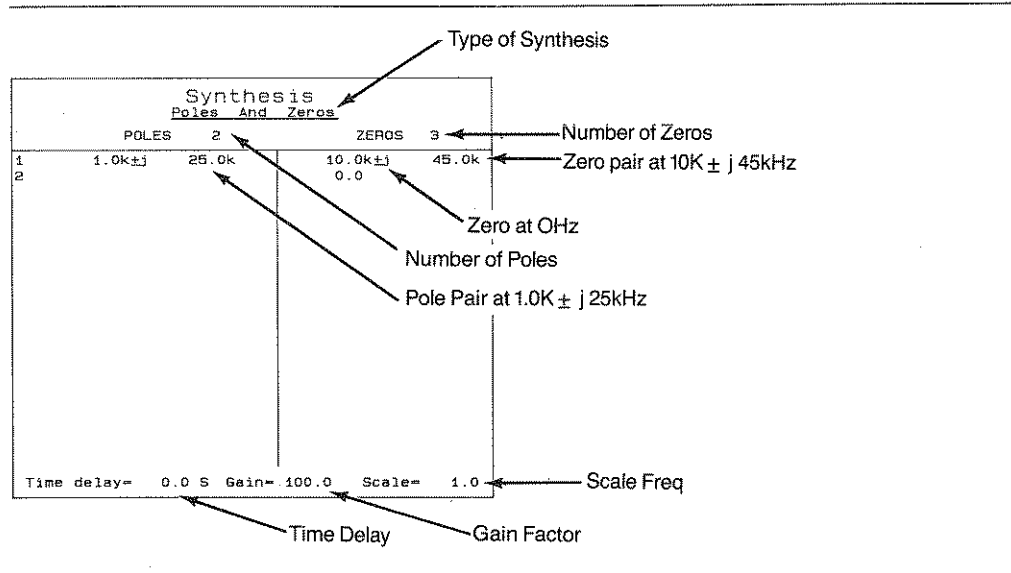 Type of Synthesis
Synthesis
Poles And Zeros
POLES 2 ZEROS 3
Number of Zeros
1 1.0k±j 25.0k 10.0k±j 45.0k
Zero pair at 10K ± j 45kHz
2 0.0
Zero at OHz
Number of Poles
Pole Pair at 1.0K ± j 25kHz
Time delay= 0.0 S Gain= 100.0 Scale= 1.0
Scale Freq
Time Delay
Gain Factor